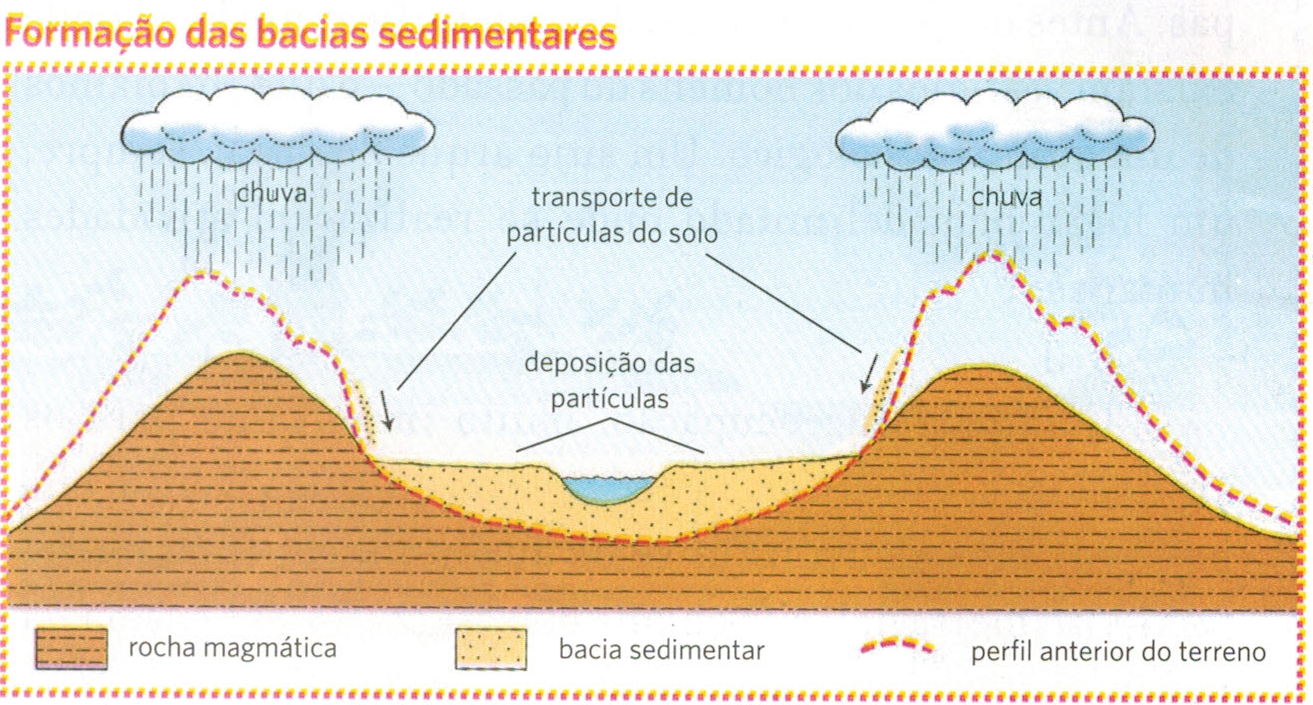 Formação das bacias sedimentares
chuva
chuva
transporte de
partículas do solo
deposição das
partículas
rocha magmática
bacia sedimentar
perfil anterior do terreno